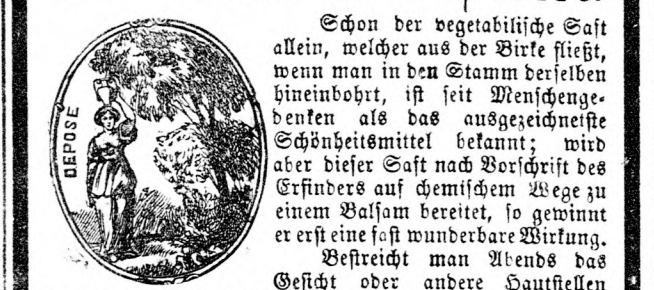 DEPOSE
Schon der vegetabilische Saft
allein, welcher aus der Birke fließt,
wenn man in den Stamm derselben
hineinbohrt, ist seit Menschenge-
denken als das ausgezeichnetste
Schönheitsmittel bekannt; wird
aber dieser Saft nach Vorschrift des
Erfinders auf chemischem Wege zu
einem Balsam bereitet, so gewinnt
er erst eine fast wunderbare Wirkung.
Bestreicht man Abends das
Gesicht oder andere Hautstellen